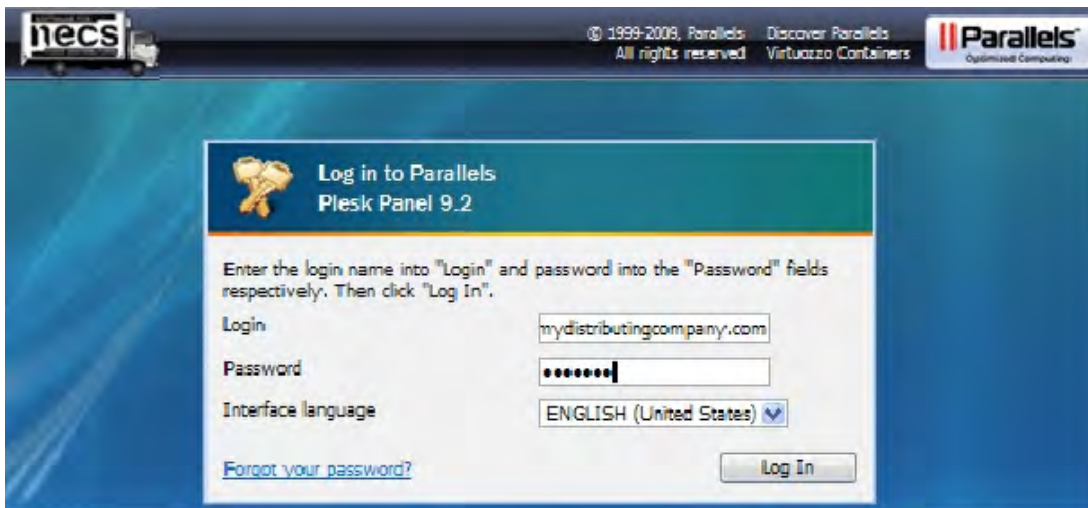 necs
© 1999-2009, Parallels Discover Parallels
All rights reserved Virtuozzo Containers
Parallels
Optimized Computing
Log in to Parallels
Plesk Panel 9.2
Enter the login name into "Login" and password into the "Password" fields
respectively. Then click "Log In".
Login mydistributingcompany.com
Password •••••••
Interface language ENGLISH (United States)
Forgot your password? Log In